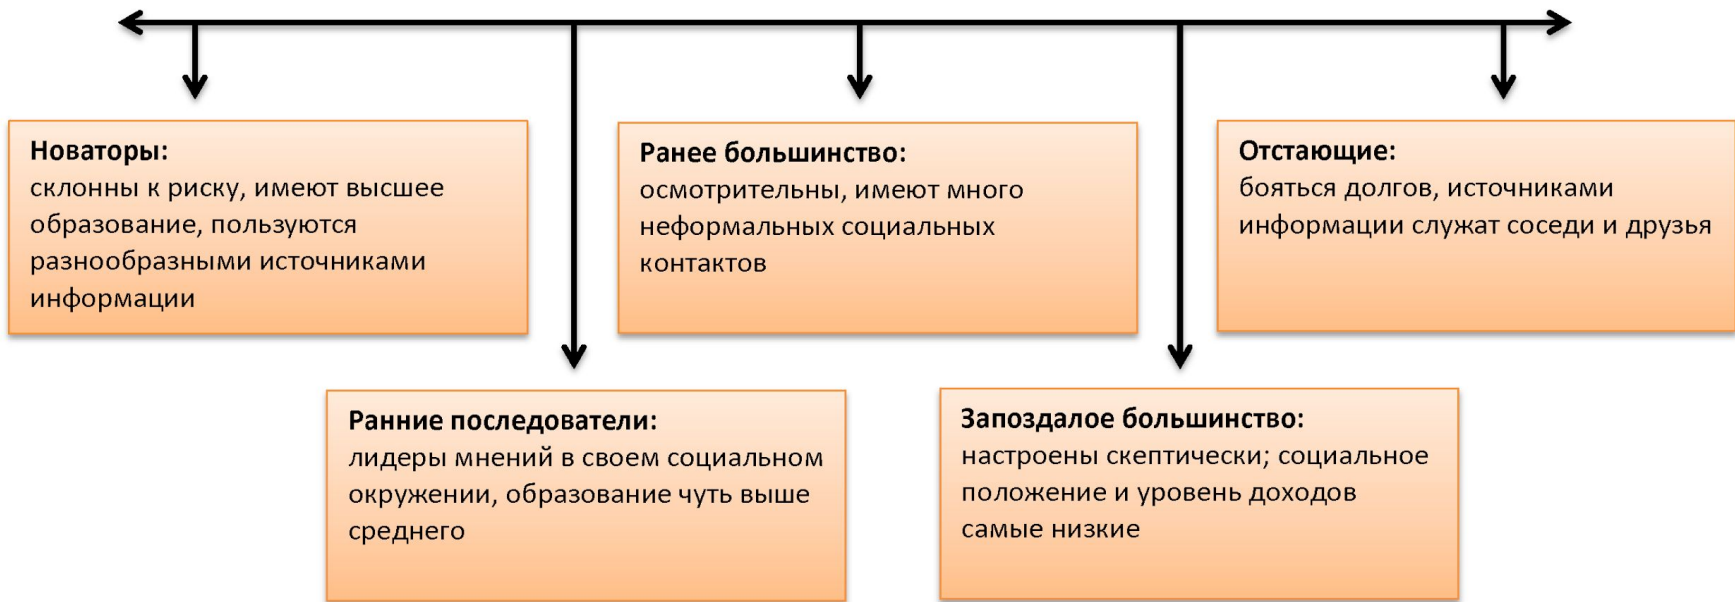 Новаторы:
склонны к риску, имеют высшее
образование, пользуются
разнообразными источниками
информации
Ранние последователи:
лидеры мнений в своем социальном
окружении, образование чуть выше
среднего
Ранее большинство:
осмотрительны, имеют много
неформальных социальных
контактов
Запоздалое большинство:
настроены скептически; социальное
положение и уровень доходов
самые низкие
Отстающие:
бояться долгов, источниками
информации служат соседи и друзья